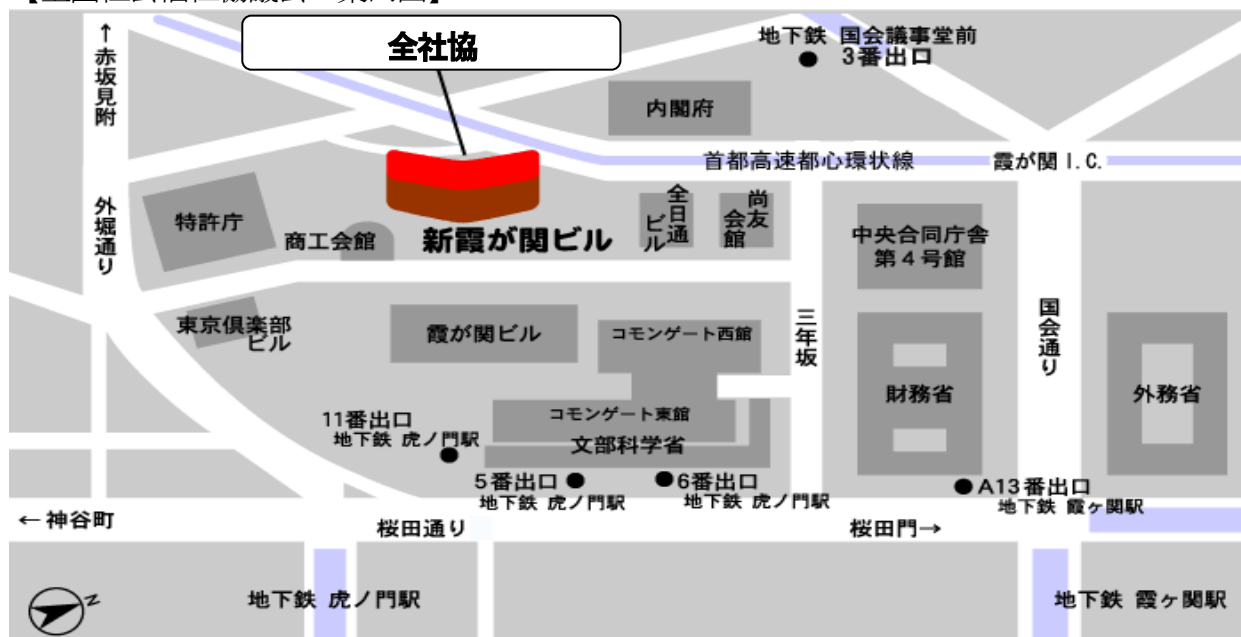 全社協
地下鉄 国会議事堂前
3番出口
↑赤坂見附
内閣府
首都高速都心環状線
霞が関 I.C.
外堀通り
特許庁
商工会館
新霞が関ビル
全日通
ビル
尚友
会館
中央合同庁舎
第4号館
東京倶楽部
ビル
霞が関ビル
コモンゲート西館
三年坂
国会通り
財務省
外務省
11番出口
地下鉄 虎ノ門駅
コモンゲート東館
文部科学省
5番出口
地下鉄 虎ノ門駅
6番出口
地下鉄 虎ノ門駅
A13番出口
地下鉄 霞ヶ関駅
←神谷町
桜田通り
桜田門→
Z
地下鉄 虎ノ門駅
地下鉄 霞ヶ関駅